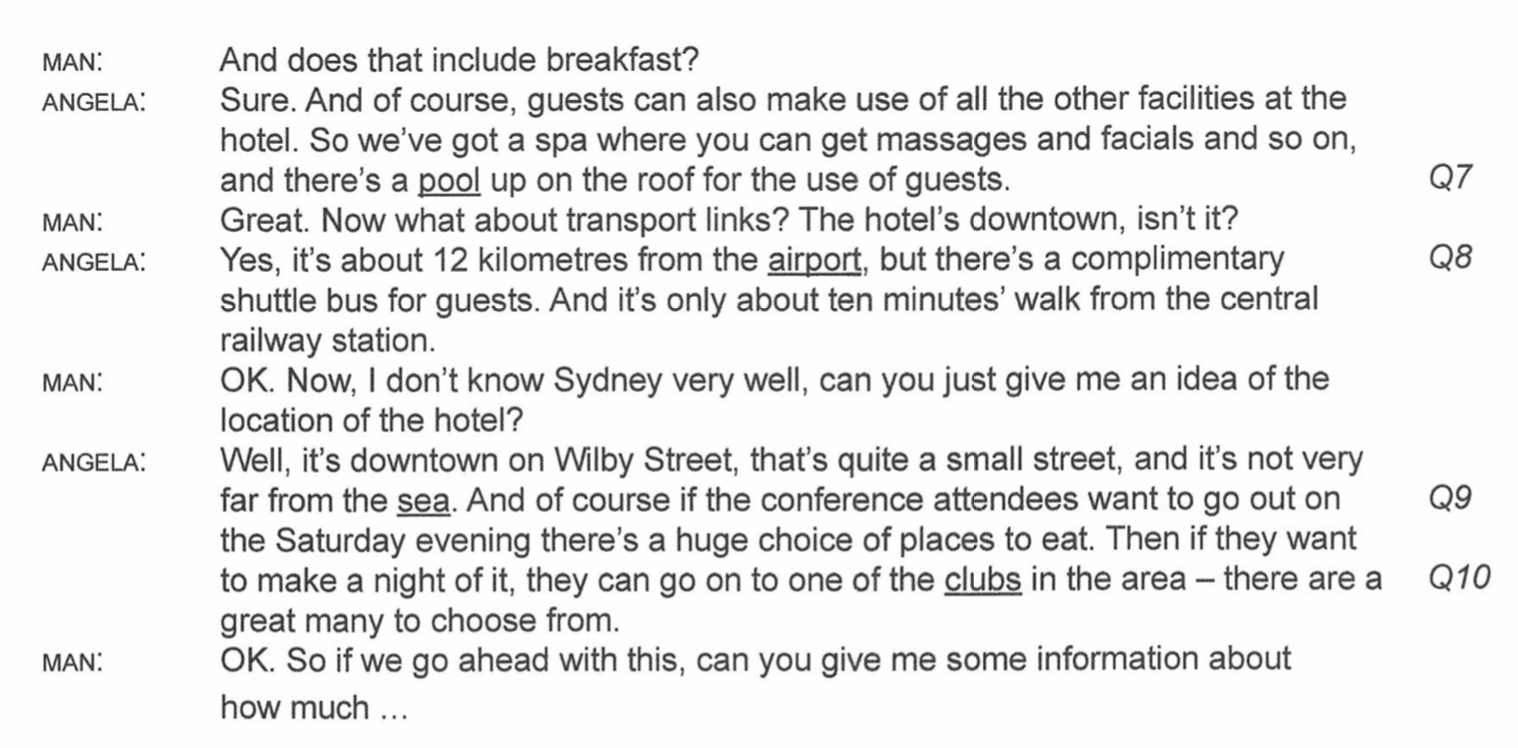 MAN: And does that include breakfast?
ANGELA: Sure. And of course, guests can also make use of all the other facilities at the
hotel. So we've got a spa where you can get massages and facials and so on,
and there's a pool up on the roof for the use of guests. Q7
MAN: Great. Now what about transport links? The hotel's downtown, isn't it?
ANGELA: Yes, it's about 12 kilometres from the airport, but there's a complimentary Q8
shuttle bus for guests. And it's only about ten minutes' walk from the central
railway station.
MAN: OK. Now, I don't know Sydney very well, can you just give me an idea of the
location of the hotel?
ANGELA: Well, it's downtown on Wilby Street, that's quite a small street, and it's not very
far from the sea. And of course if the conference attendees want to go out on Q9
the Saturday evening there's a huge choice of places to eat. Then if they want
to make a night of it, they can go on to one of the clubs in the area – there are a Q10
great many to choose from.
MAN: OK. So if we go ahead with this, can you give me some information about
how much …